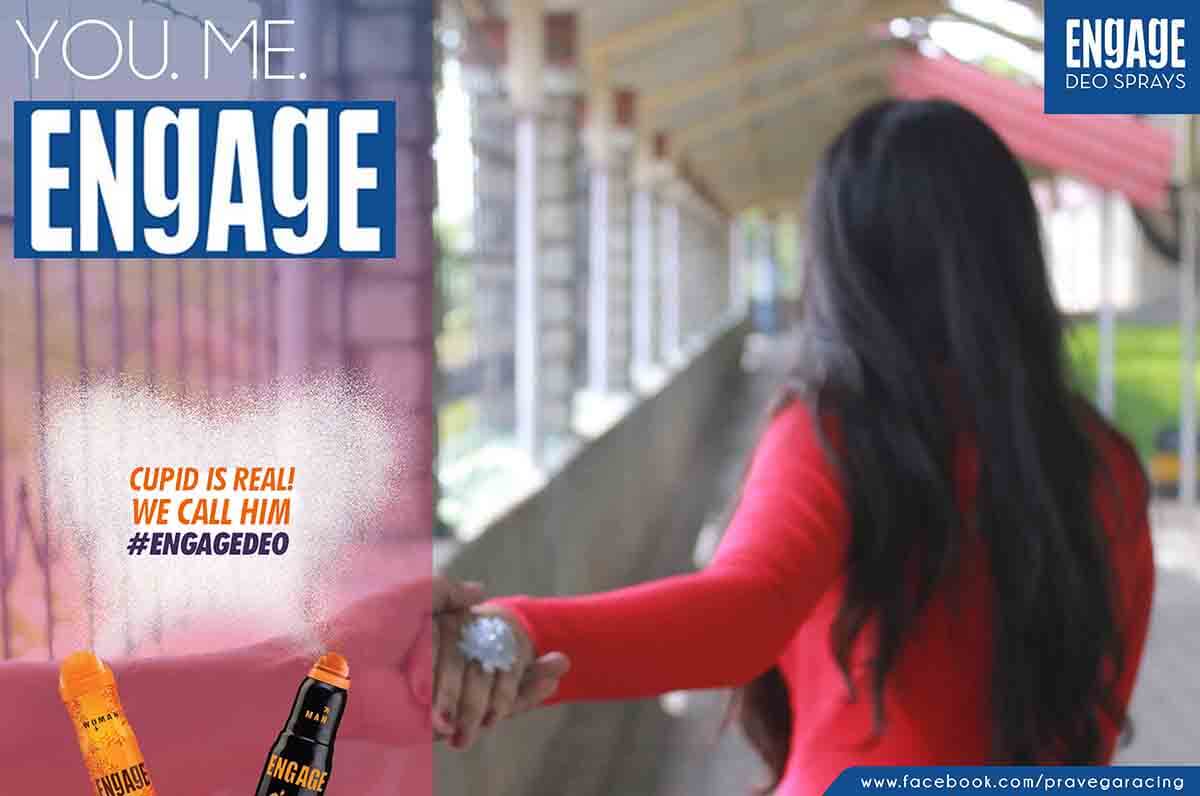 YOU. ME.
ENGAGE
CUPID IS REAL!
WE CALL HIM
#ENGAGEDEO
WOMAN
ENGAGE
MAN
ENGAGE
ENGAGE
DEO SPRAYS
www.facebook.com/pravegaracing